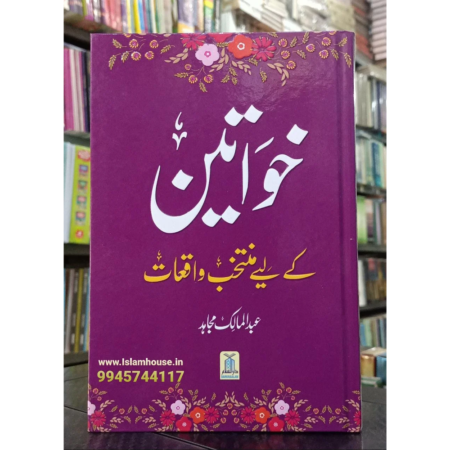 خواتین
کے لیے منتخب واقعات
عبدالمالک مجاہد
www.Islamhouse.in
9945744117